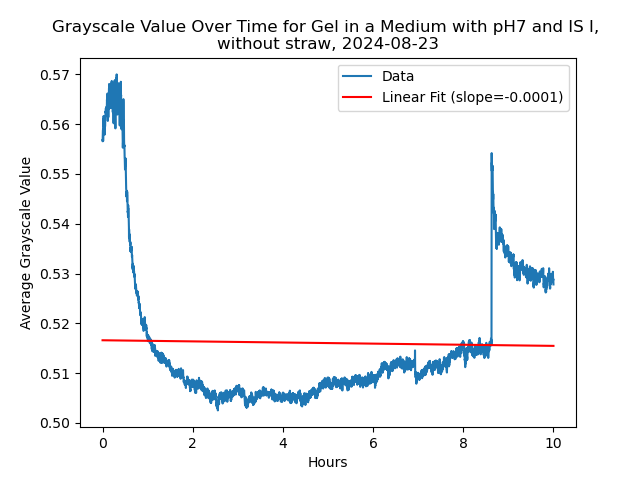 Grayscale Value Over Time for Gel in a Medium with pH7 and IS I,
without straw, 2024-08-23
Data
Linear Fit (slope=-0.0001)
Average Grayscale Value
0.57
0.56
0.55
0.54
0.53
0.52
0.51
0.50
0 2 4 6 8 10
Hours